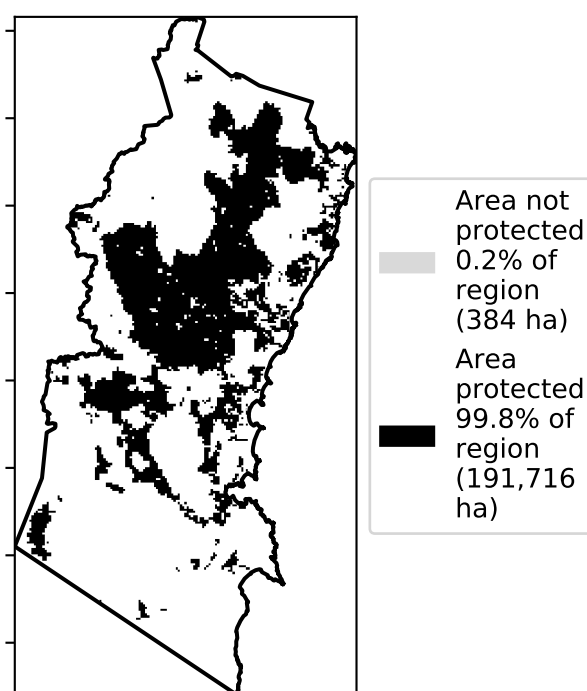 Area not
protected
0.2% of
region
(384 ha)
Area
protected
99.8% of
region
(191,716
ha)